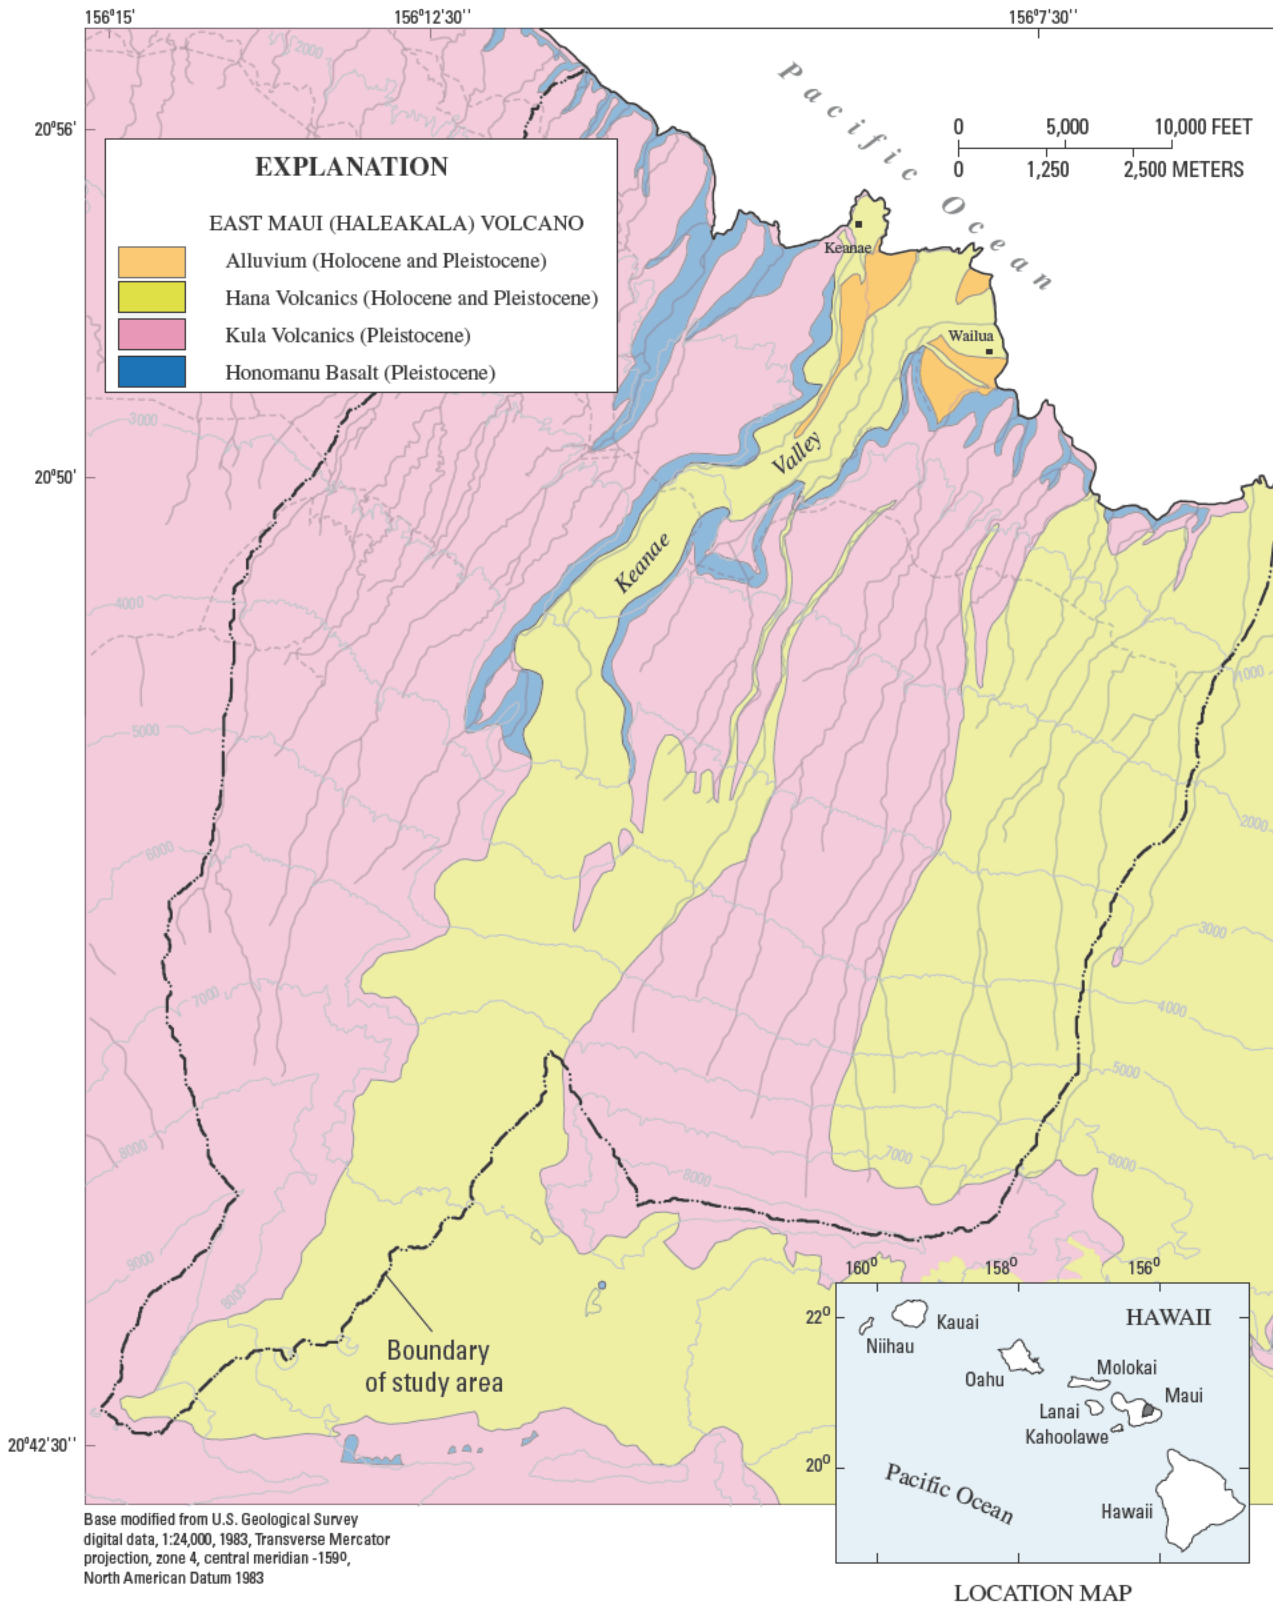 156°15'
156°12'30''
156°7'30''
20°56'
20°50'
20°42'30''
Pacific Ocean
0 5,000 10,000 FEET
0 1,250 2,500 METERS
EXPLANATION
EAST MAUI (HALEAKALA) VOLCANO
Alluvium (Holocene and Pleistocene)
Hana Volcanics (Holocene and Pleistocene)
Kula Volcanics (Pleistocene)
Honomanu Basalt (Pleistocene)
2000
Keanae
Wailua
3000
Keanae Valley
4000
5000
1000
6000
2000
3000
7000
4000
5000
8000
8000
7000
6000
9000
8000
Boundary
of study area
160° 158° 156°
22°
20°
HAWAII
Kauai
Niihau
Oahu
Molokai
Maui
Lanai
Kahoolawe
Pacific Ocean
Hawaii
LOCATION MAP
Base modified from U.S. Geological Survey
digital data, 1:24,000, 1983, Transverse Mercator
projection, zone 4, central meridian -159º,
North American Datum 1983